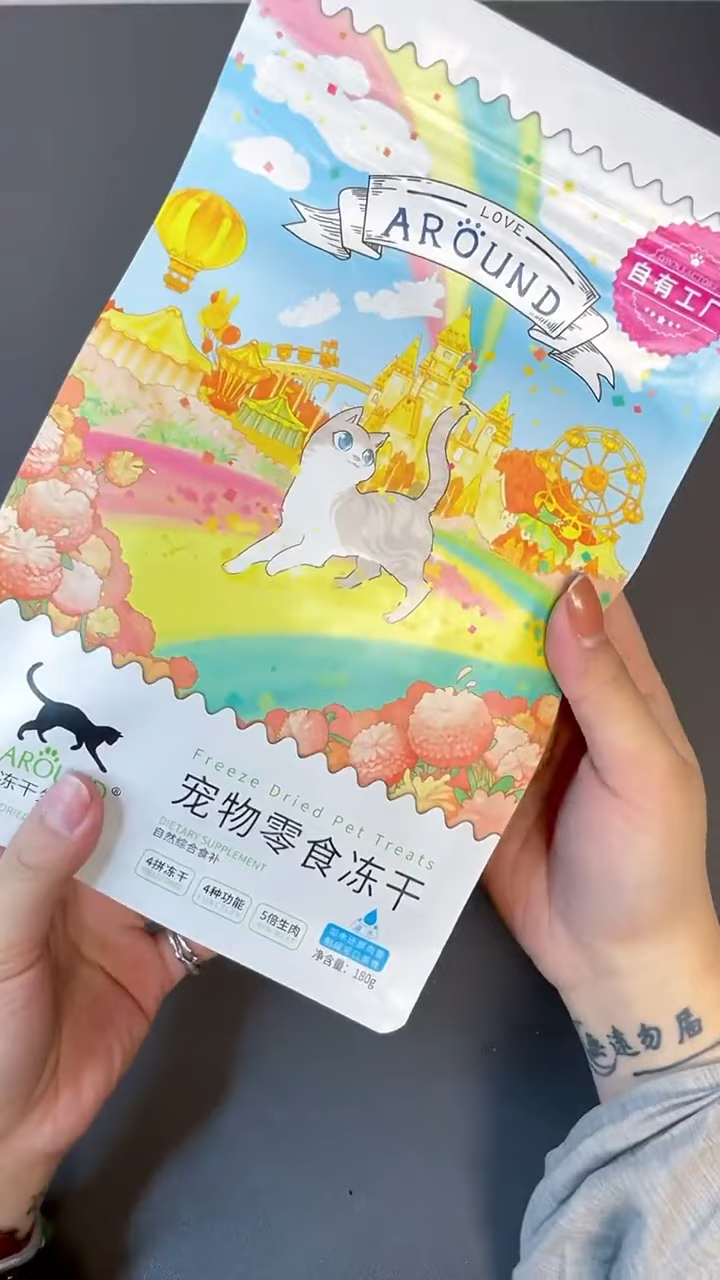 LOVE
AROUND
自有工厂
AROUND®
Freeze Dried Pet Treats
宠物零食冻干
DIETARY SUPPLEMENT
自然综合食补
4拼冻干
4种功能
5倍生肉
净含量：180g